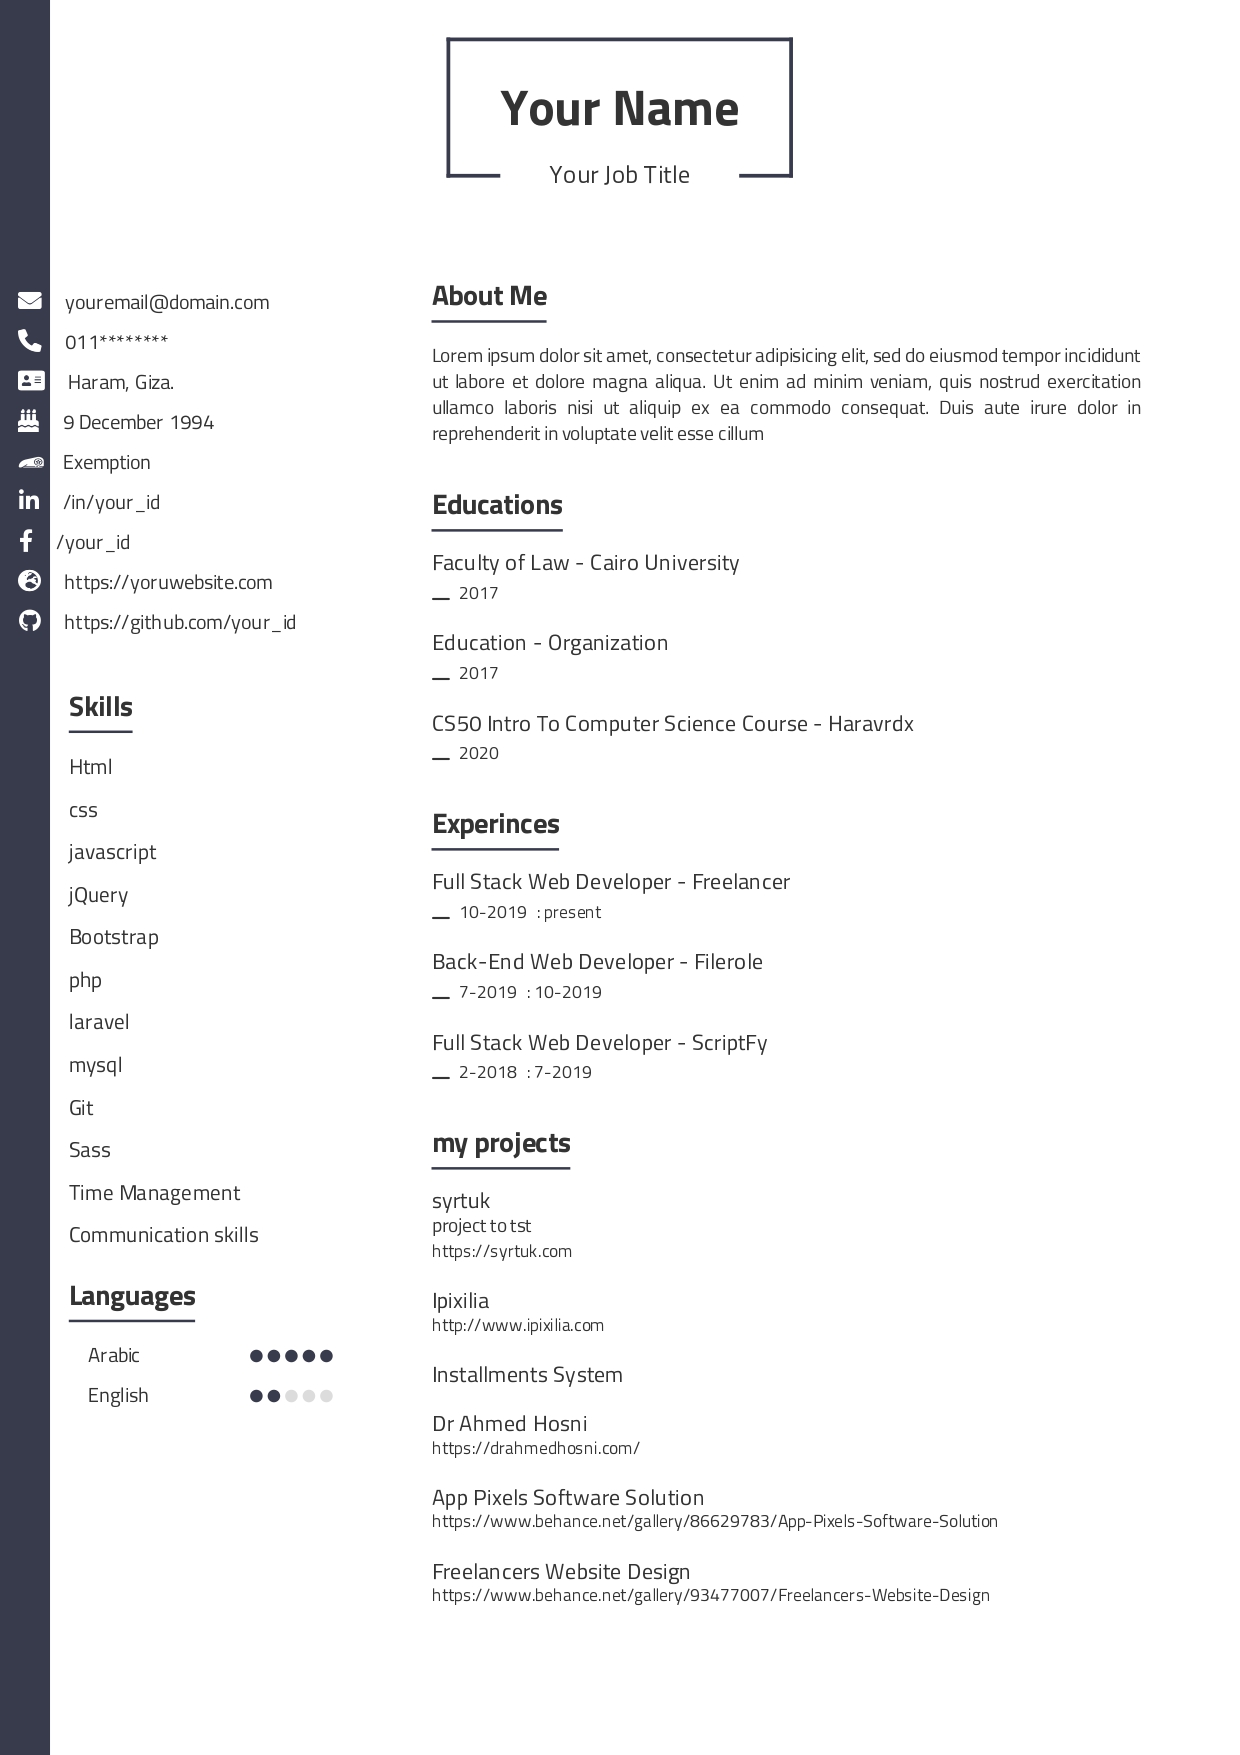 Your Name
Your Job Title
youremail@domain.com
011********
Haram, Giza.
9 December 1994
Exemption
/in/your_id
/your_id
https://yoruwebsite.com
https://github.com/your_id
Skills
Html
css
javascript
jQuery
Bootstrap
php
laravel
mysql
Git
Sass
Time Management
Communication skills
Languages
Arabic
English
About Me
Lorem ipsum dolor sit amet, consectetur adipisicing elit, sed do eiusmod tempor incididunt
ut labore et dolore magna aliqua. Ut enim ad minim veniam, quis nostrud exercitation
ullamco laboris nisi ut aliquip ex ea commodo consequat. Duis aute irure dolor in
reprehenderit in voluptate velit esse cillum
Educations
Faculty of Law - Cairo University
2017
Education - Organization
2017
CS50 Intro To Computer Science Course - Haravrdx
2020
Experinces
Full Stack Web Developer - Freelancer
10-2019 : present
Back-End Web Developer - Filerole
7-2019 : 10-2019
Full Stack Web Developer - ScriptFy
2-2018 : 7-2019
my projects
syrtuk
project to tst
https://syrtuk.com
Ipixilia
http://www.ipixilia.com
Installments System
Dr Ahmed Hosni
https://drahmedhosni.com/
App Pixels Software Solution
https://www.behance.net/gallery/86629783/App-Pixels-Software-Solution
Freelancers Website Design
https://www.behance.net/gallery/93477007/Freelancers-Website-Design